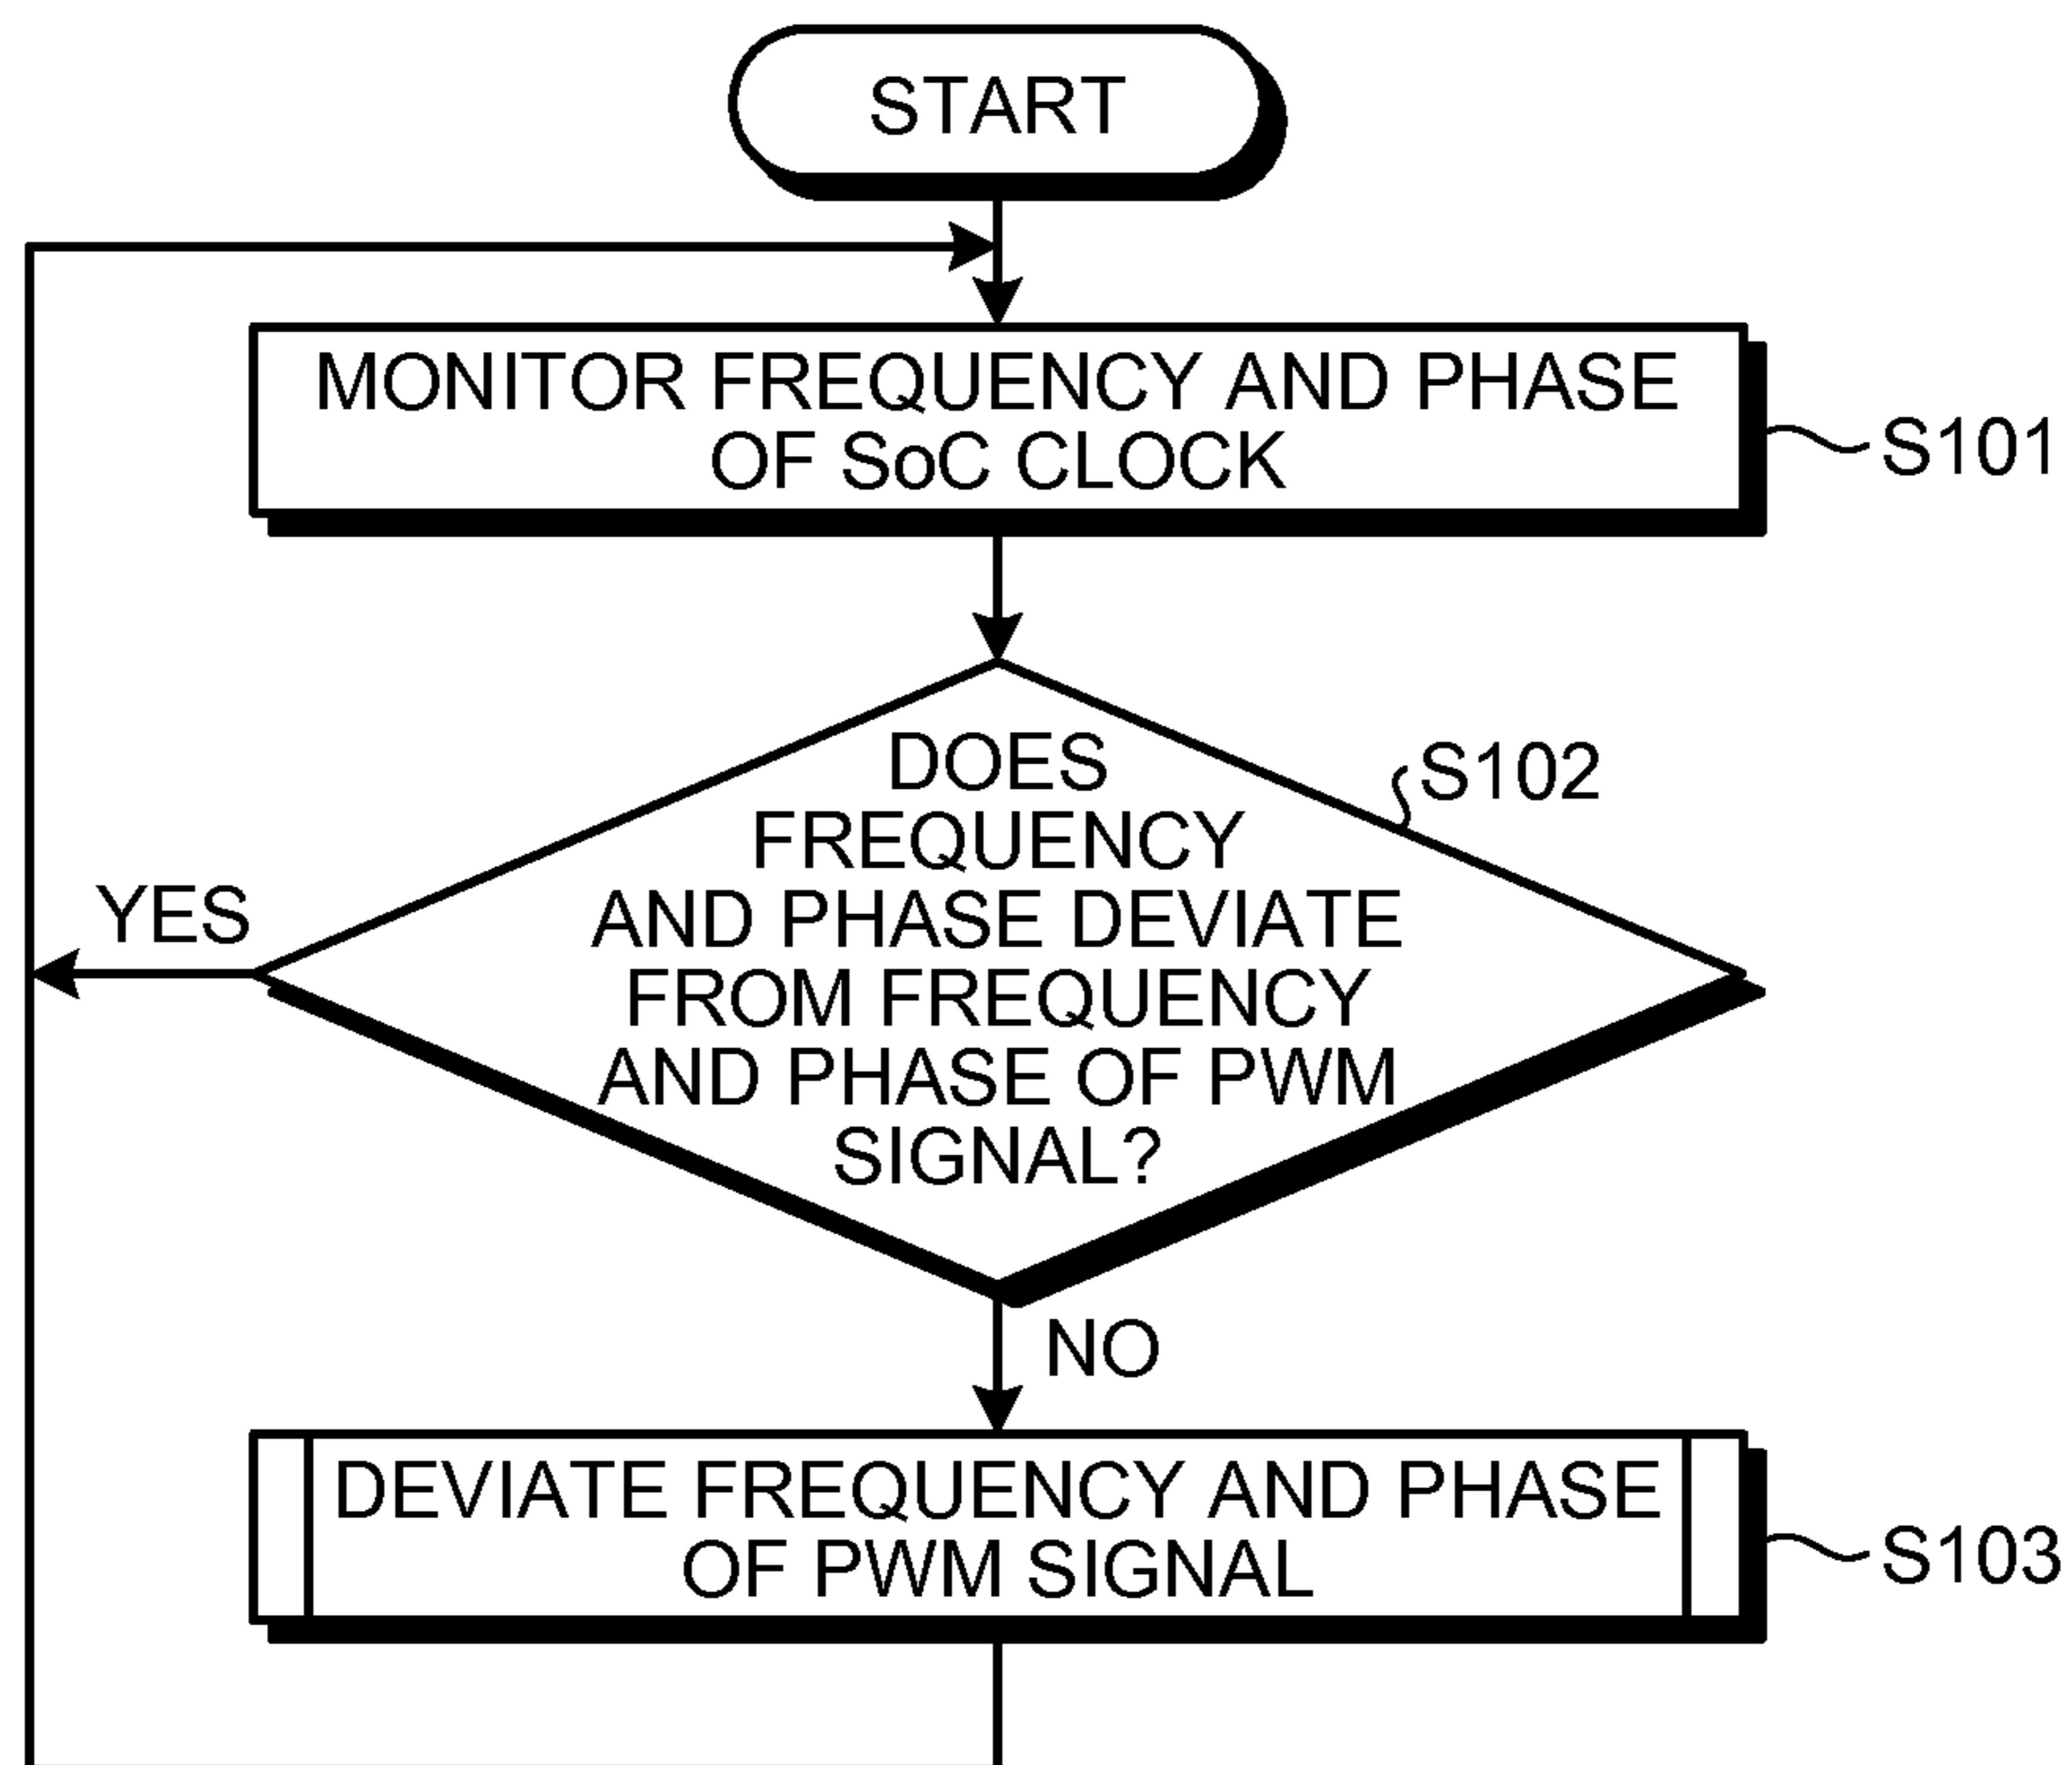 START
MONITOR FREQUENCY AND PHASE
OF SoC CLOCK
S101
DOES
FREQUENCY
AND PHASE DEVIATE
FROM FREQUENCY
AND PHASE OF PWM
SIGNAL?
S102
YES
NO
DEVIATE FREQUENCY AND PHASE
OF PWM SIGNAL
S103